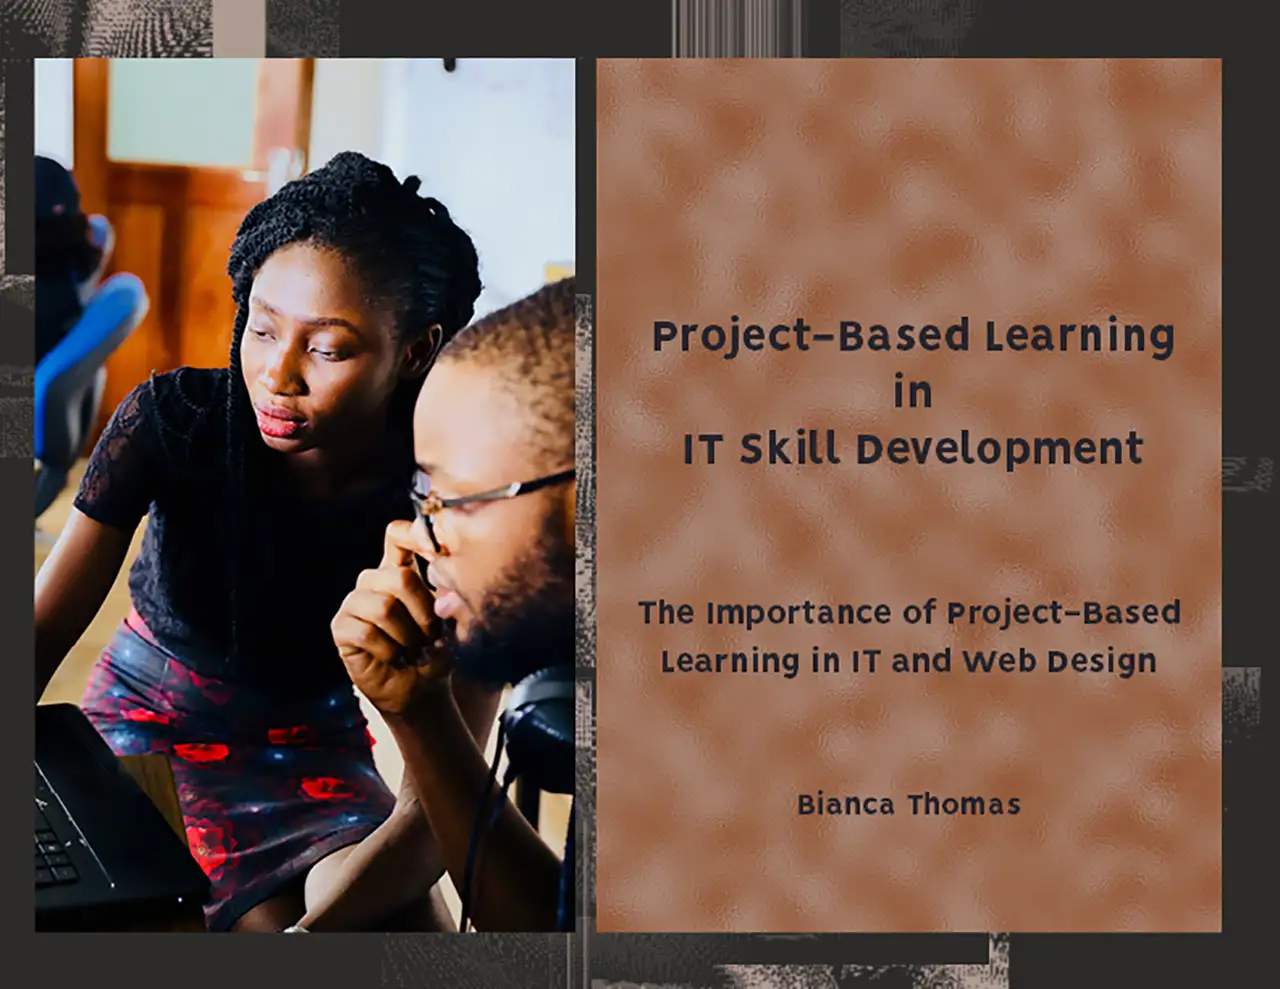 Project-Based Learning
in
IT Skill Development
The Importance of Project-Based
Learning in IT and Web Design
Bianca Thomas